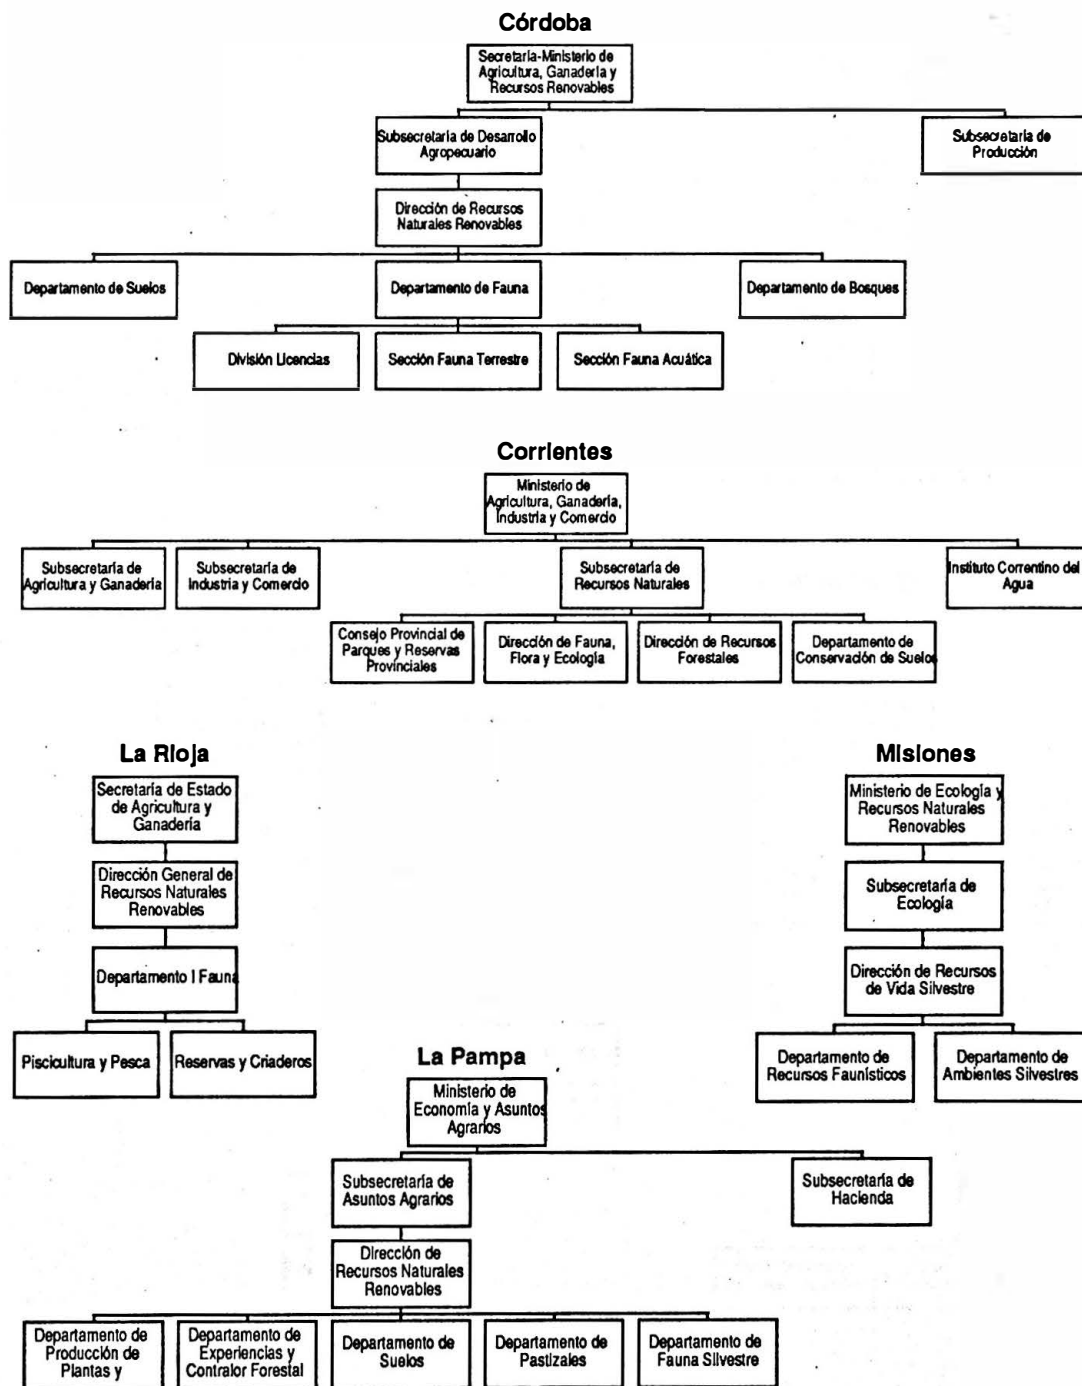 Córdoba
Secretaría-Ministerio de
Agricultura, Ganadería y
Recursos Renovables
Subsecretaría de Desarrollo
Agropecuario
Subsecretaría de
Producción
Dirección de Recursos
Naturales Renovables
Departamento de Suelos
Departamento de Fauna
Departamento de Bosques
División Licencias
Sección Fauna Terrestre
Sección Fauna Acuática
Corrientes
Ministerio de
Agricultura, Ganadería,
Industria y Comercio
Subsecretaría de
Agricultura y Ganadería
Subsecretaría de
Industria y Comercio
Subsecretaría de
Recursos Naturales
Instituto Correntino del
Agua
Consejo Provincial de
Parques y Reservas
Provinciales
Dirección de Fauna,
Flora y Ecología
Dirección de Recursos
Forestales
Departamento de
Conservación de Suelos
La Rioja
Secretaría de Estado
de Agricultura y
Ganadería
Dirección General de
Recursos Naturales
Renovables
Departamento I Fauna
Piscicultura y Pesca
Reservas y Criaderos
Misiones
Ministerio de Ecología y
Recursos Naturales
Renovables
Subsecretaría de
Ecología
Dirección de Recursos
de Vida Silvestre
Departamento de
Recursos Faunísticos
Departamento de
Ambientes Silvestres
La Pampa
Ministerio de
Economía y Asuntos
Agrarios
Subsecretaría de
Asuntos Agrarios
Subsecretaría de
Hacienda
Dirección de
Recursos Naturales
Renovables
Departamento de
Producción de
Plantas y
Departamento de
Experiencias y
Contralor Forestal
Departamento de
Suelos
Departamento de
Pastizales
Departamento de
Fauna Silvestre